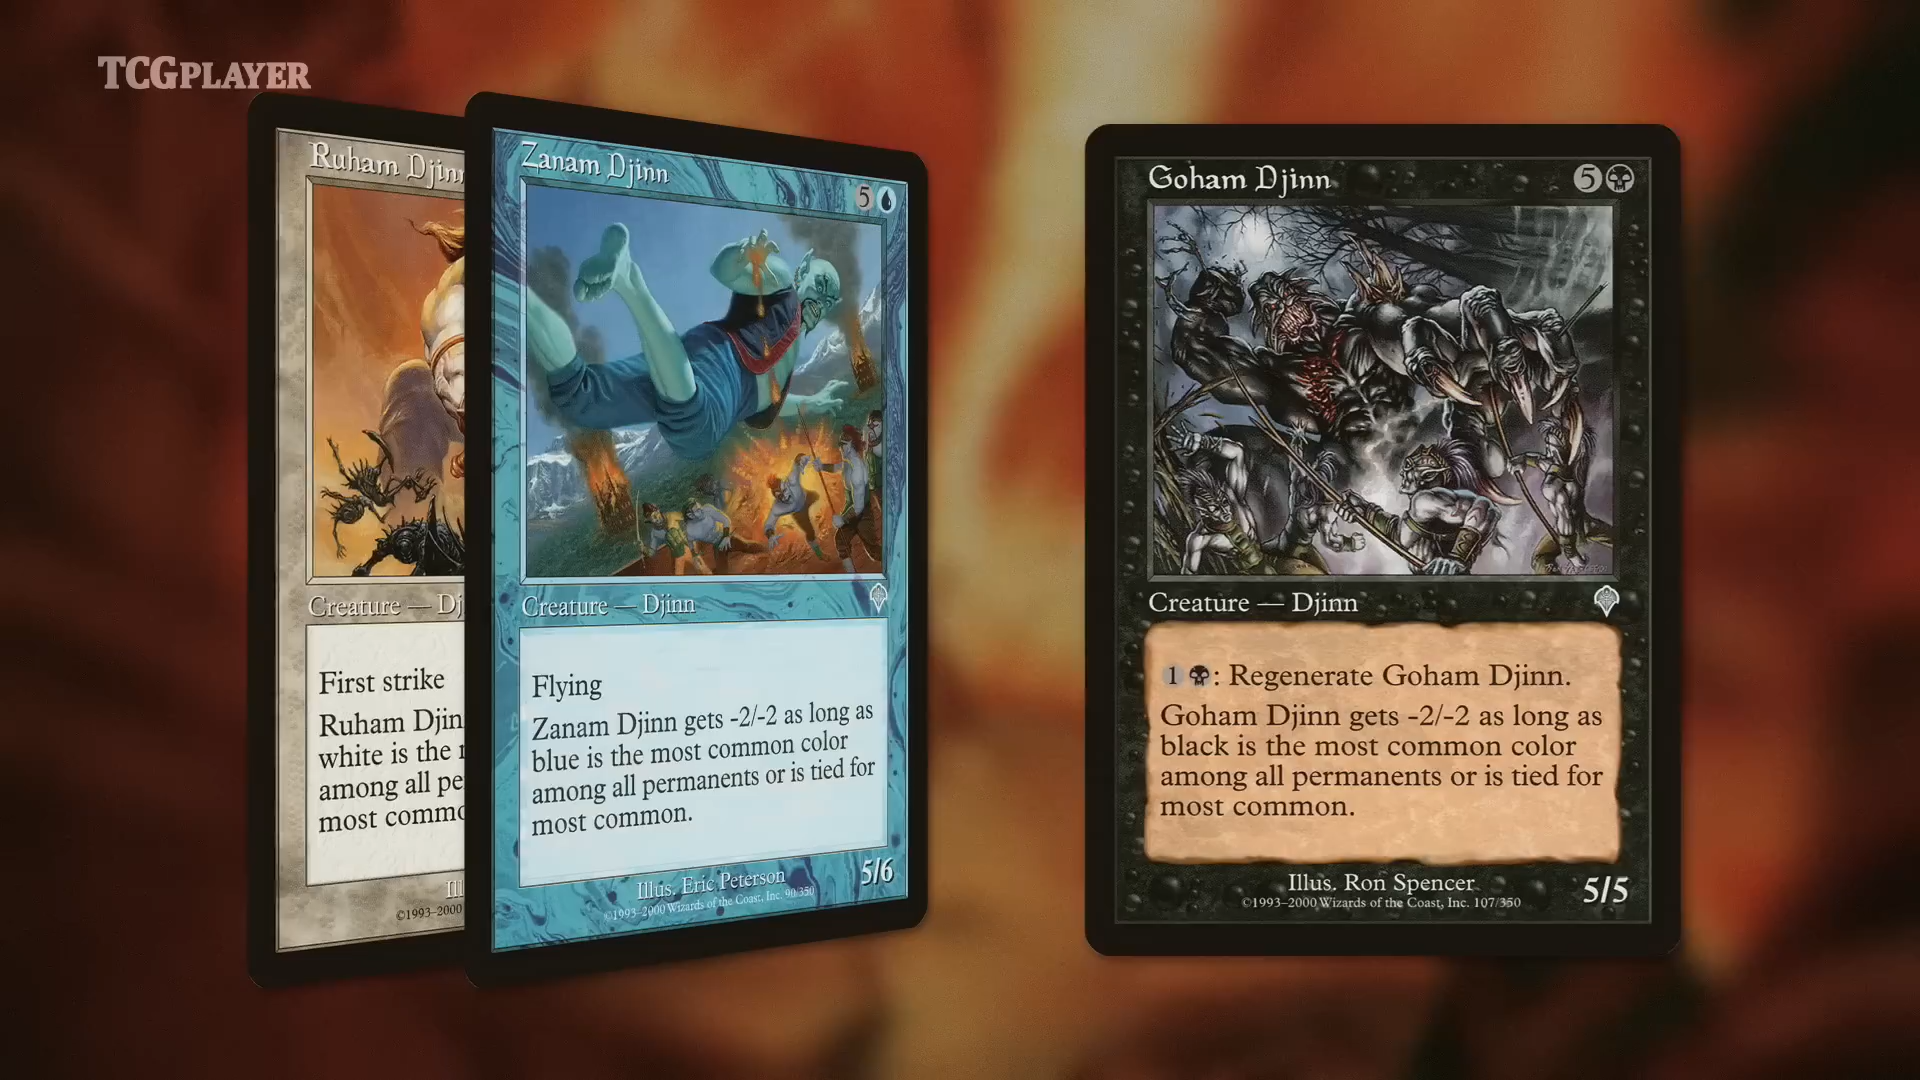 TCGPLAYER
Ruham Djinn
Creature — Dj
First strike
Ruham Djin
white is the
among all pe
most commo
©1993–2000
Zanam Djinn
5
Creature — Djinn
Flying
Zanam Djinn gets -2/-2 as long as
blue is the most common color
among all permanents or is tied for
most common.
Illus. Eric Peterson
©1993–2000 Wizards of the Coast, Inc. 90/350
5/6
Goham Djinn
5
Creature — Djinn
1 : Regenerate Goham Djinn.
Goham Djinn gets -2/-2 as long as
black is the most common color
among all permanents or is tied for
most common.
Illus. Ron Spencer
©1993–2000 Wizards of the Coast, Inc. 107/350
5/5